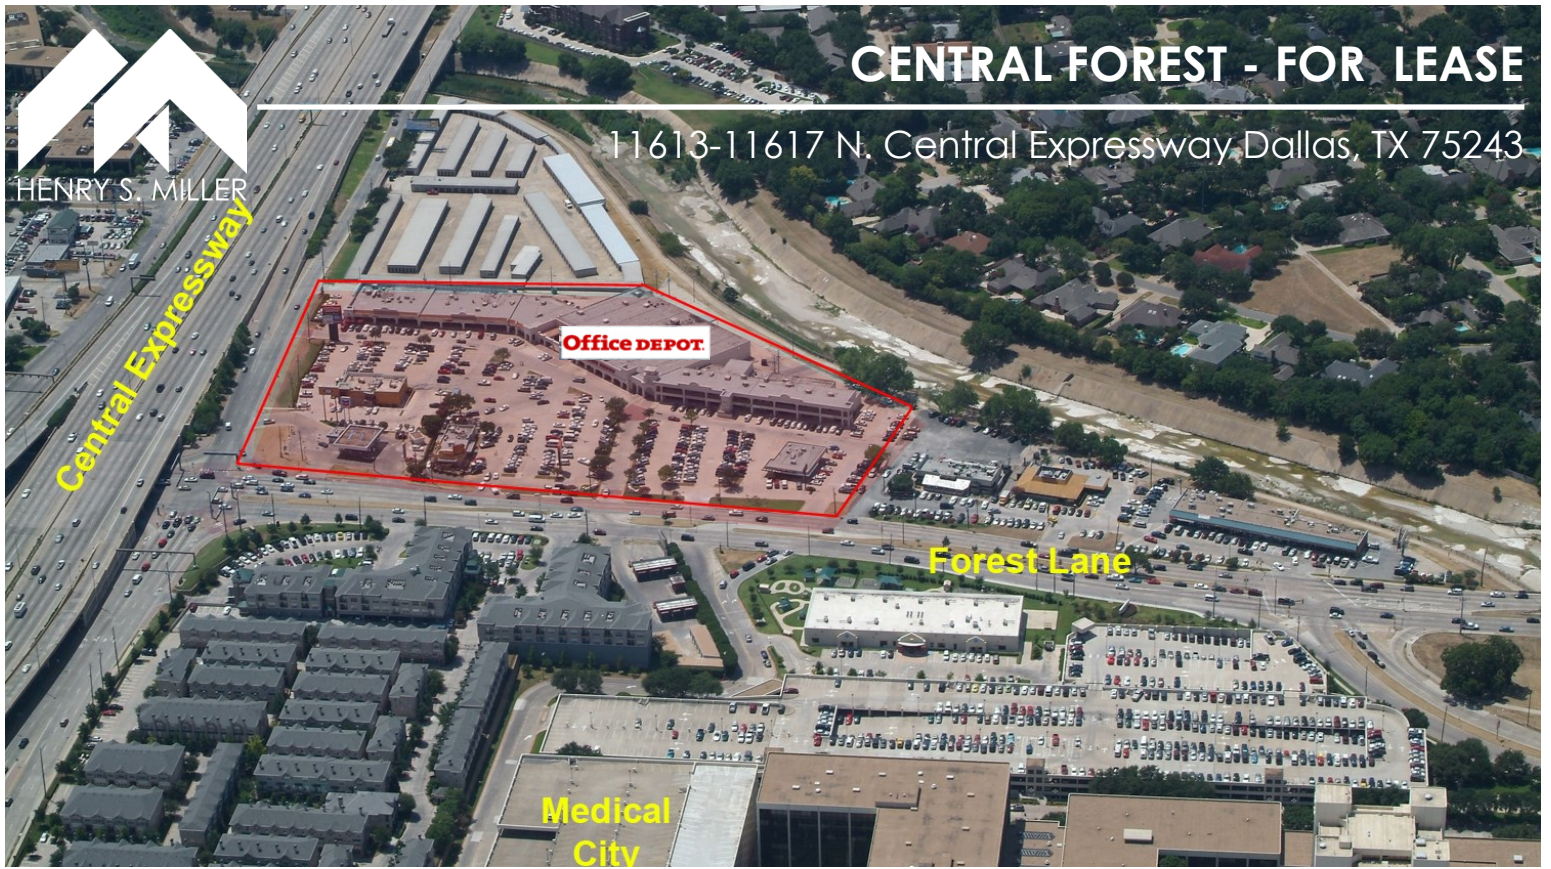 CENTRAL FOREST - FOR LEASE
11613-11617 N. Central Expressway Dallas, TX 75243
HENRY S. MILLER
Central Expressway
Office DEPOT.
Forest Lane
Medical
City